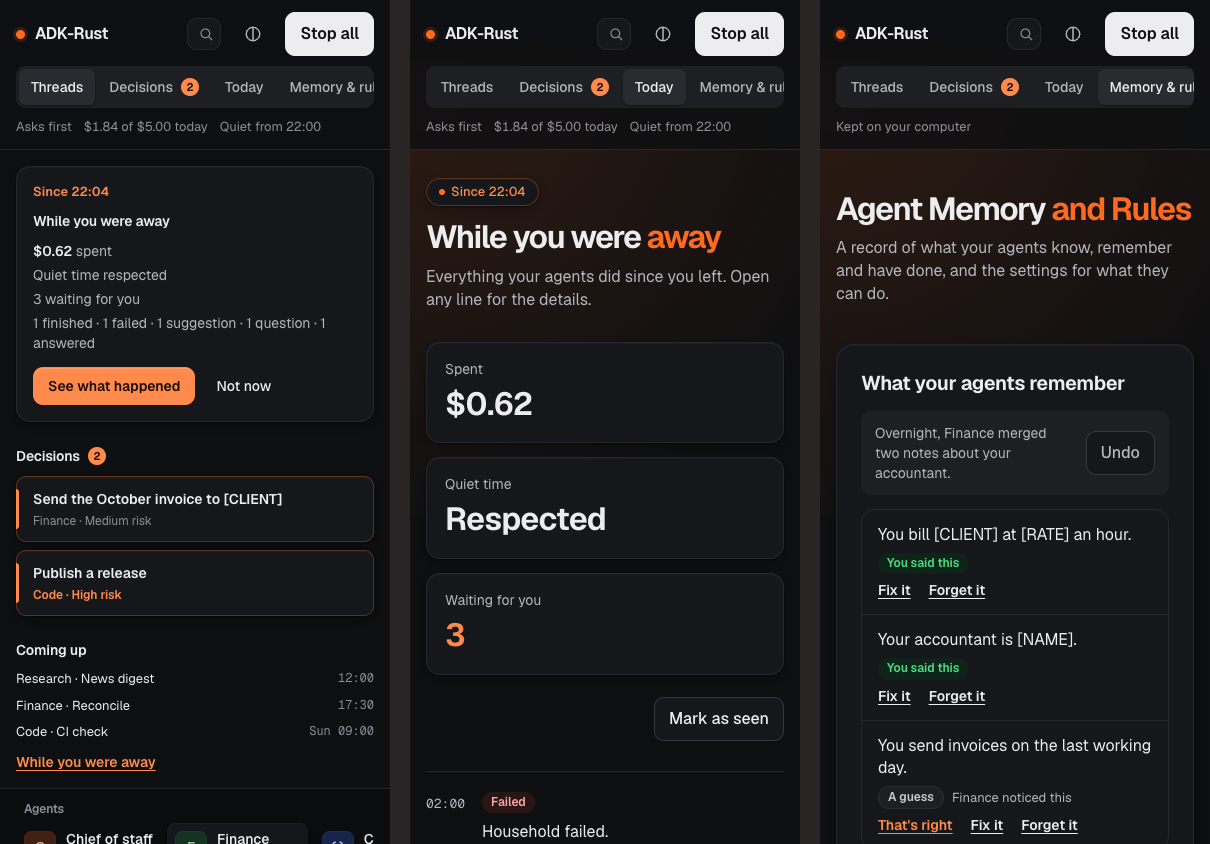 ADK-Rust
Stop all
Threads
Decisions 2
Today
Memory & rul
Asks first $1.84 of $5.00 today Quiet from 22:00
Since 22:04
While you were away
$0.62 spent
Quiet time respected
3 waiting for you
1 finished · 1 failed · 1 suggestion · 1 question · 1
answered
See what happened
Not now
Decisions 2
Send the October invoice to [CLIENT]
Finance · Medium risk
Publish a release
Code · High risk
Coming up
Research · News digest 12:00
Finance · Reconcile 17:30
Code · CI check Sun 09:00
While you were away
Agents
Chief of staff
Finance
C
ADK-Rust
Stop all
Threads
Decisions 2
Today
Memory & rul
Asks first $1.84 of $5.00 today Quiet from 22:00
Since 22:04
While you were away
Everything your agents did since you left. Open
any line for the details.
Spent
$0.62
Quiet time
Respected
Waiting for you
3
Mark as seen
02:00 Failed
Household failed.
ADK-Rust
Stop all
Threads
Decisions 2
Today
Memory & rul
Kept on your computer
Agent Memory and Rules
A record of what your agents know, remember
and have done, and the settings for what they
can do.
What your agents remember
Overnight, Finance merged
two notes about your
accountant.
Undo
You bill [CLIENT] at [RATE] an hour.
You said this
Fix it Forget it
Your accountant is [NAME].
You said this
Fix it Forget it
You send invoices on the last working
day.
A guess Finance noticed this
That's right Fix it Forget it